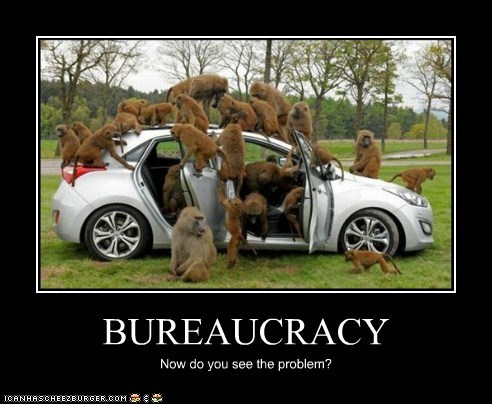 BUREAUCRACY
Now do you see the problem?
ICANHASCHEEZBURGER.COM